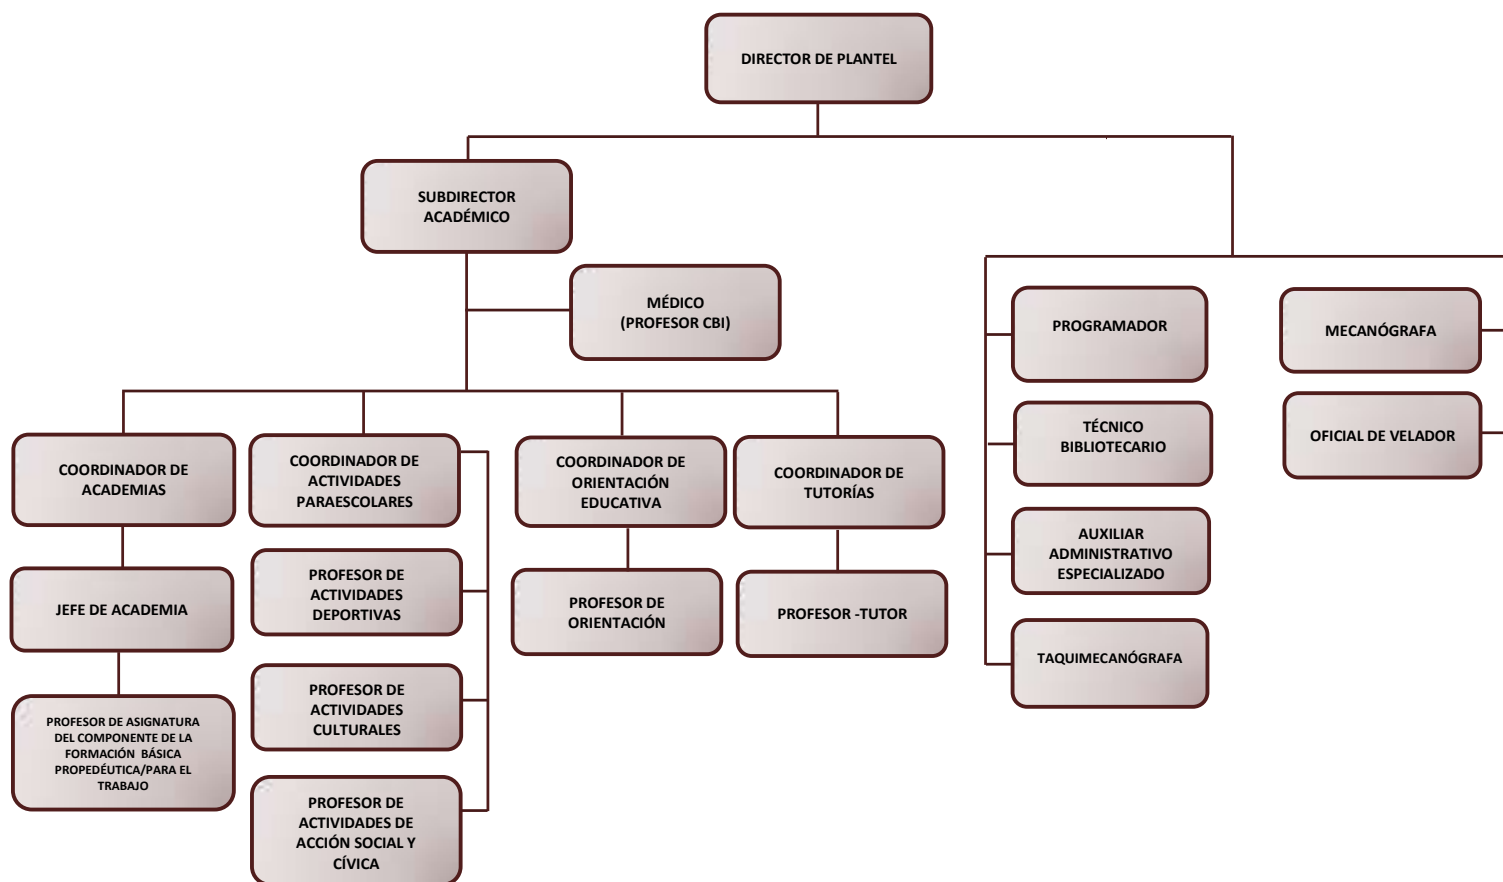 DIRECTOR DE PLANTEL
SUBDIRECTOR
ACADÉMICO
MÉDICO
(PROFESOR CBI)
COORDINADOR DE
ACADEMIAS
JEFE DE ACADEMIA
PROFESOR DE ASIGNATURA
DEL COMPONENTE DE LA
FORMACIÓN BÁSICA
PROPEDÉUTICA/PARA EL
TRABAJO
COORDINADOR DE
ACTIVIDADES
PARAESCOLARES
PROFESOR DE
ACTIVIDADES
DEPORTIVAS
PROFESOR DE
ACTIVIDADES
CULTURALES
PROFESOR DE
ACTIVIDADES DE
ACCIÓN SOCIAL Y
CÍVICA
COORDINADOR DE
ORIENTACIÓN
EDUCATIVA
PROFESOR DE
ORIENTACIÓN
COORDINADOR DE
TUTORÍAS
PROFESOR -TUTOR
PROGRAMADOR
TÉCNICO
BIBLIOTECARIO
AUXILIAR
ADMINISTRATIVO
ESPECIALIZADO
TAQUIMECANÓGRAFA
MECANÓGRAFA
OFICIAL DE VELADOR